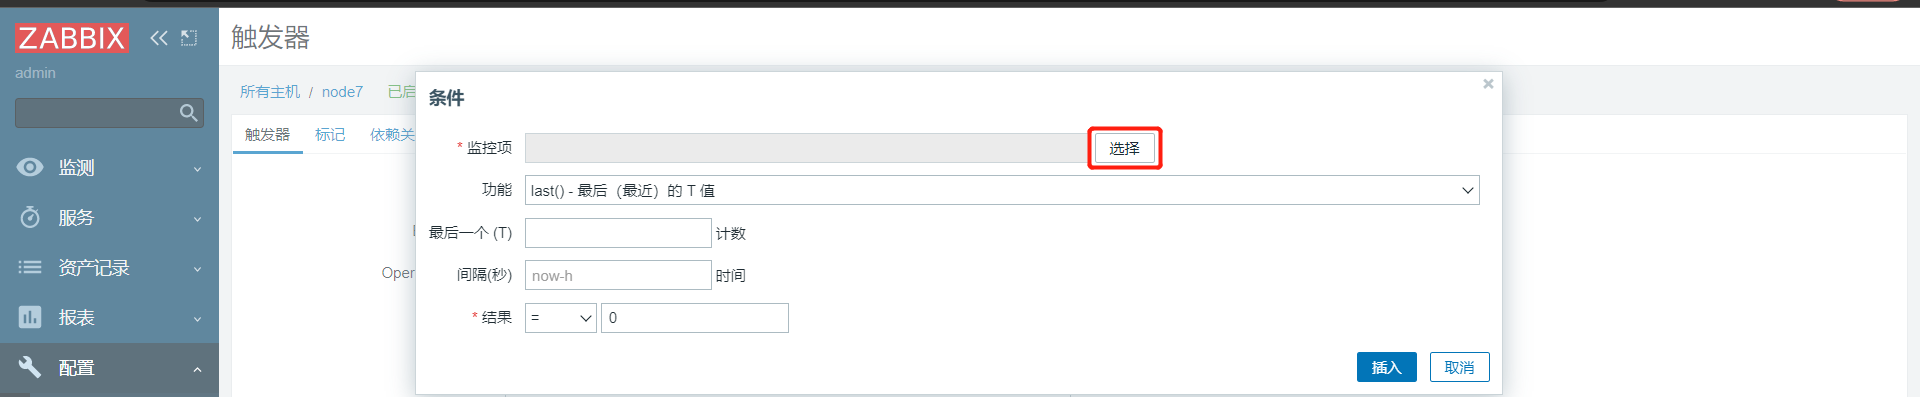 ZABBIX
admin
监测
服务
资产记录
报表
配置
触发器
所有主机 / node7 已启
触发器 标记 依赖关
Oper
条件
* 监控项 选择
功能 last() - 最后（最近）的 T 值
最后一个 (T) 计数
间隔(秒) now-h 时间
* 结果 = 0
插入 取消